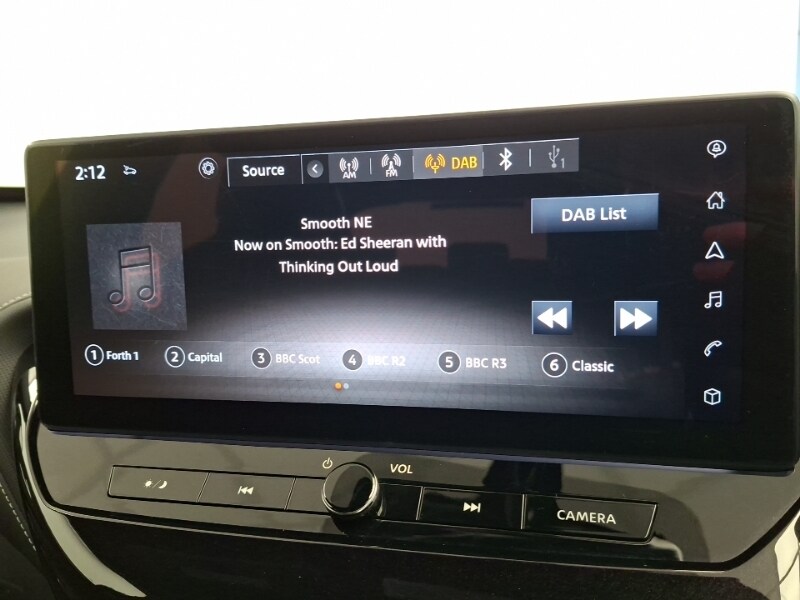 2:12
Source
AM
FM
DAB
1
DAB List
Smooth NE
Now on Smooth: Ed Sheeran with
Thinking Out Loud
1 Forth 1
2 Capital
3 BBC Scot
4 BBC R2
5 BBC R3
6 Classic
VOL
CAMERA